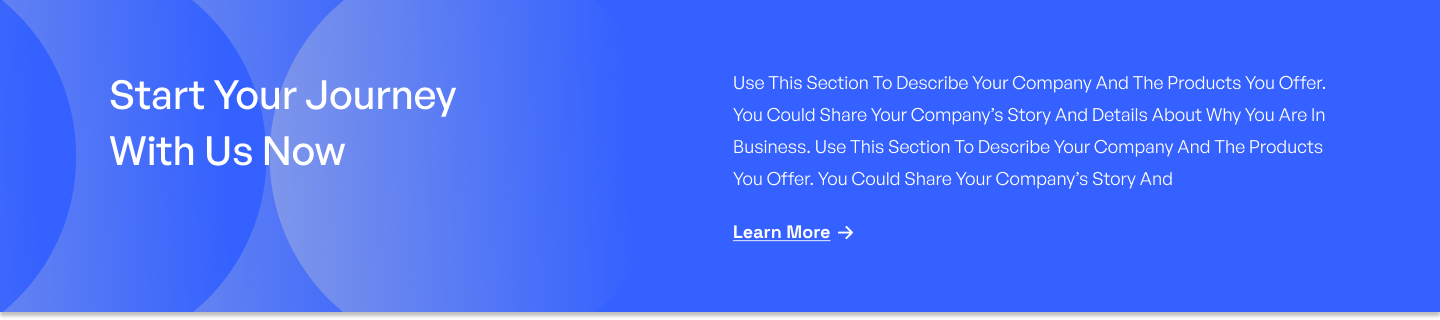 Start Your Journey
With Us Now
Use This Section To Describe Your Company And The Products You Offer.
You Could Share Your Company’s Story And Details About Why You Are In
Business. Use This Section To Describe Your Company And The Products
You Offer. You Could Share Your Company’s Story And
Learn More →